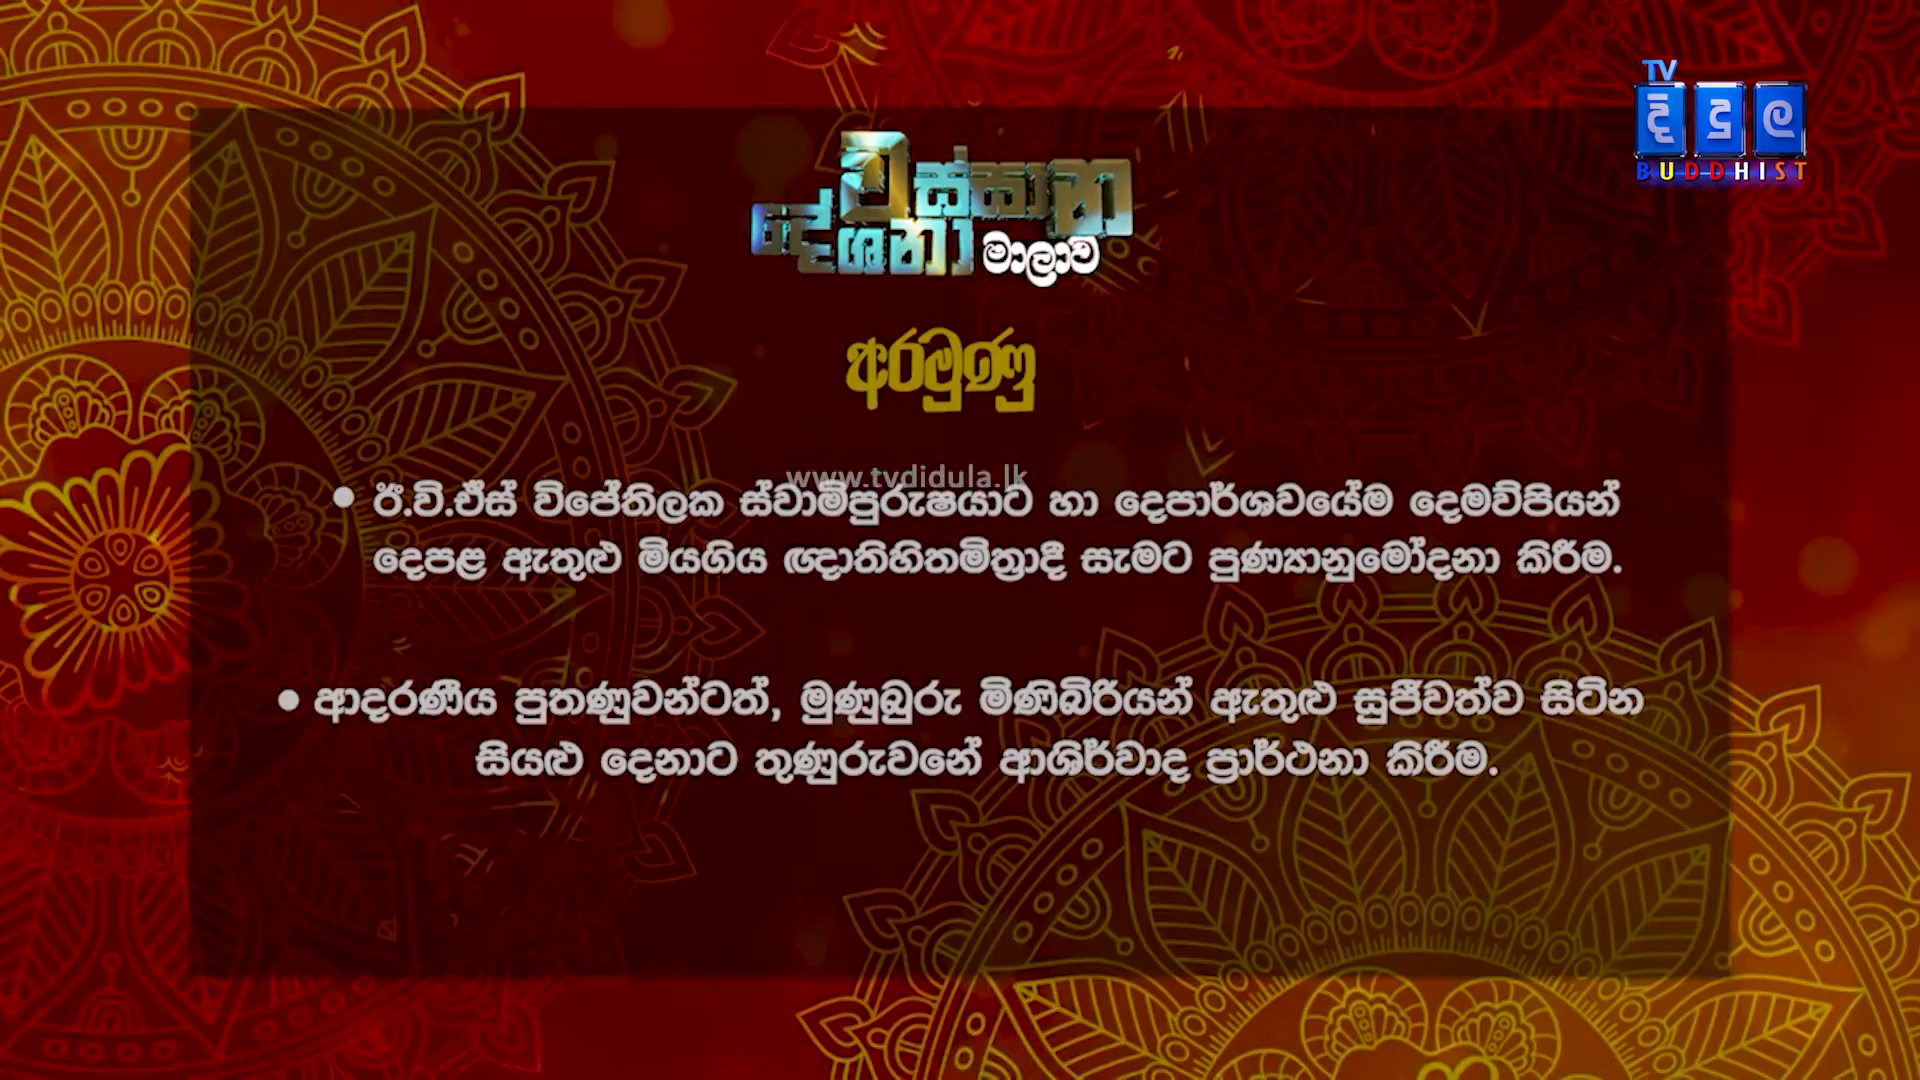 TV
දිදුල
BUDDHIST
වස්සාන
දේශනා මාලාව
අරමුණු
www.tvdidula.lk
• ඊ.වි.ඒස් විජේතිලක ස්වාමිපුරුෂයාට හා දෙපාර්ශවයේම දෙමව්පියන්
දෙපළ ඇතුළු මියගිය ඥාතිහිතමිත්‍රාදී සැමට පුණ්‍යානුමෝදනා කිරීම.
• ආදරණීය පුතණුවන්ටත්, මුණුබුරු මිණිබිරියන් ඇතුළු සුජීවත්ව සිටින
සියළු දෙනාට තුණුරුවනේ ආශිර්වාද ප්‍රාර්ථනා කිරීම.